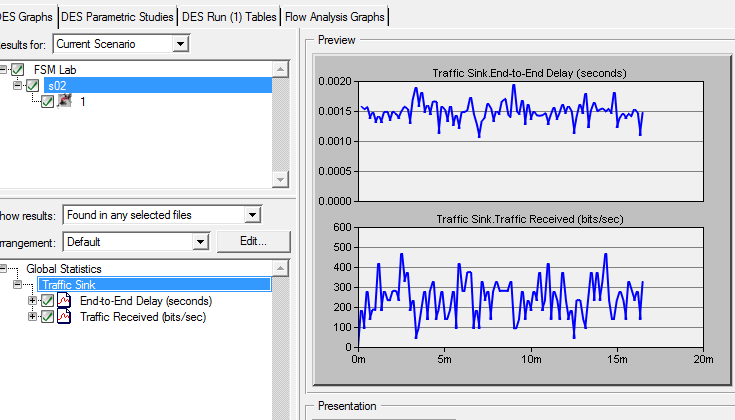 DES Graphs DES Parametric Studies DES Run (1) Tables Flow Analysis Graphs
esults for: Current Scenario
FSM Lab
s02
1
how results: Found in any selected files
rrangement: Default Edit...
Global Statistics
Traffic Sink
End-to-End Delay (seconds)
Traffic Received (bits/sec)
Preview
Traffic Sink.End-to-End Delay (seconds)
0.0020
0.0015
0.0010
0.0005
0.0000
Traffic Sink.Traffic Received (bits/sec)
600
500
400
300
200
100
0
0m 5m 10m 15m 20m
Presentation